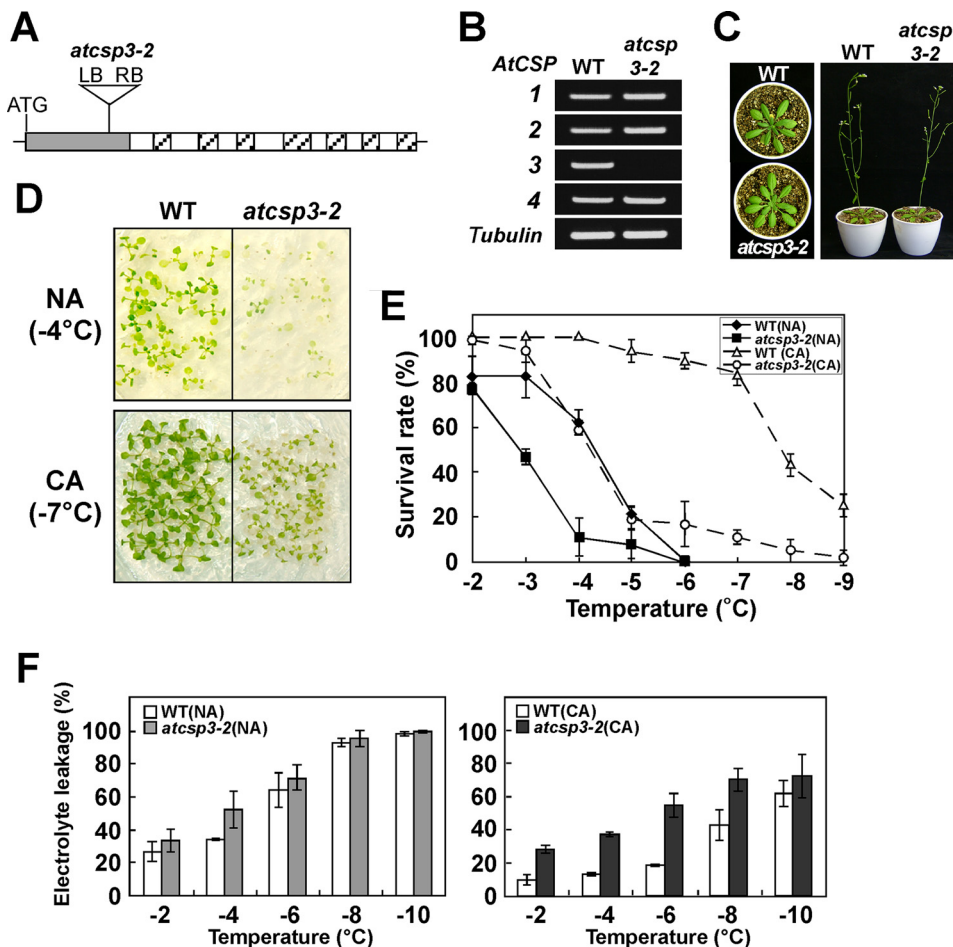 A
atcsp3-2
LB RB
ATG
B
AtCSP WT atcsp 3-2
1
2
3
4
Tubulin
C
WT
atcsp3-2
WT atcsp 3-2
D
WT atcsp3-2
NA
(-4°C)
CA
(-7°C)
E
Survival rate (%)
100
80
60
40
20
0
WT(NA)
atcsp3-2(NA)
WT (CA)
atcsp3-2(CA)
-2 -3 -4 -5 -6 -7 -8 -9
Temperature (°C)
F
Electrolyte leakage (%)
100
80
60
40
20
0
WT(NA)
atcsp3-2(NA)
-2 -4 -6 -8 -10
Temperature (°C)
100
80
60
40
20
0
WT(CA)
atcsp3-2(CA)
-2 -4 -6 -8 -10
Temperature (°C)